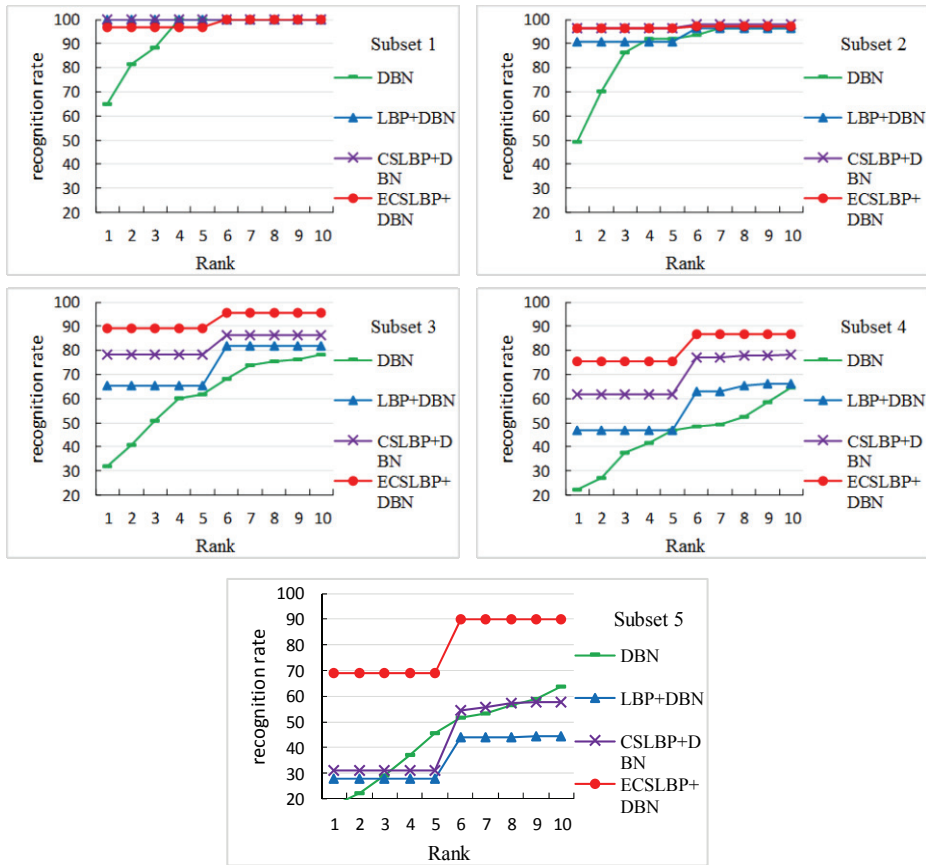 100
90
80
70
60
50
40
30
20
recognition rate
1 2 3 4 5 6 7 8 9 10
Rank
Subset 1
DBN
LBP+DBN
CSLBP+D
BN
ECSLBP+
DBN
100
90
80
70
60
50
40
30
20
recognition rate
1 2 3 4 5 6 7 8 9 10
Rank
Subset 2
DBN
LBP+DBN
CSLBP+D
BN
ECSLBP+
DBN
100
90
80
70
60
50
40
30
20
recognition rate
1 2 3 4 5 6 7 8 9 10
Rank
Subset 3
DBN
LBP+DBN
CSLBP+D
BN
ECSLBP+
DBN
100
90
80
70
60
50
40
30
20
recognition rate
1 2 3 4 5 6 7 8 9 10
Rank
Subset 4
DBN
LBP+DBN
CSLBP+D
BN
ECSLBP+
DBN
100
90
80
70
60
50
40
30
20
recognition rate
1 2 3 4 5 6 7 8 9 10
Rank
Subset 5
DBN
LBP+DBN
CSLBP+D
BN
ECSLBP+
DBN